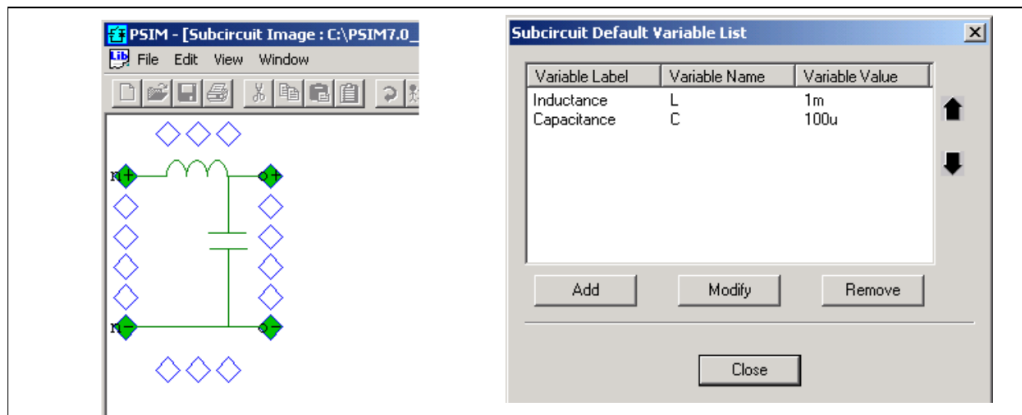 PSIM - [Subcircuit Image : C:\PSIM7.0_
File Edit View Window
n+
o+
n-
o-
Subcircuit Default Variable List
Variable Label Variable Name Variable Value
Inductance L 1m
Capacitance C 100u
Add Modify Remove
Close